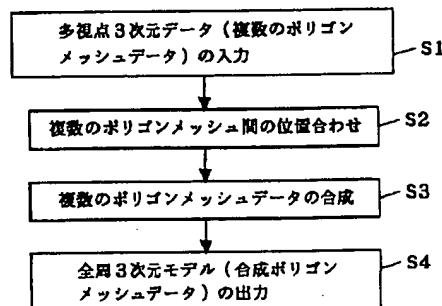 多視点3次元データ(複数のポリゴン
メッシュデータ)の入力
S1
複数のポリゴンメッシュ間の位置合わせ
S2
複数のポリゴンメッシュデータの合成
S3
全周3次元モデル(合成ポリゴン
メッシュデータ)の出力
S4